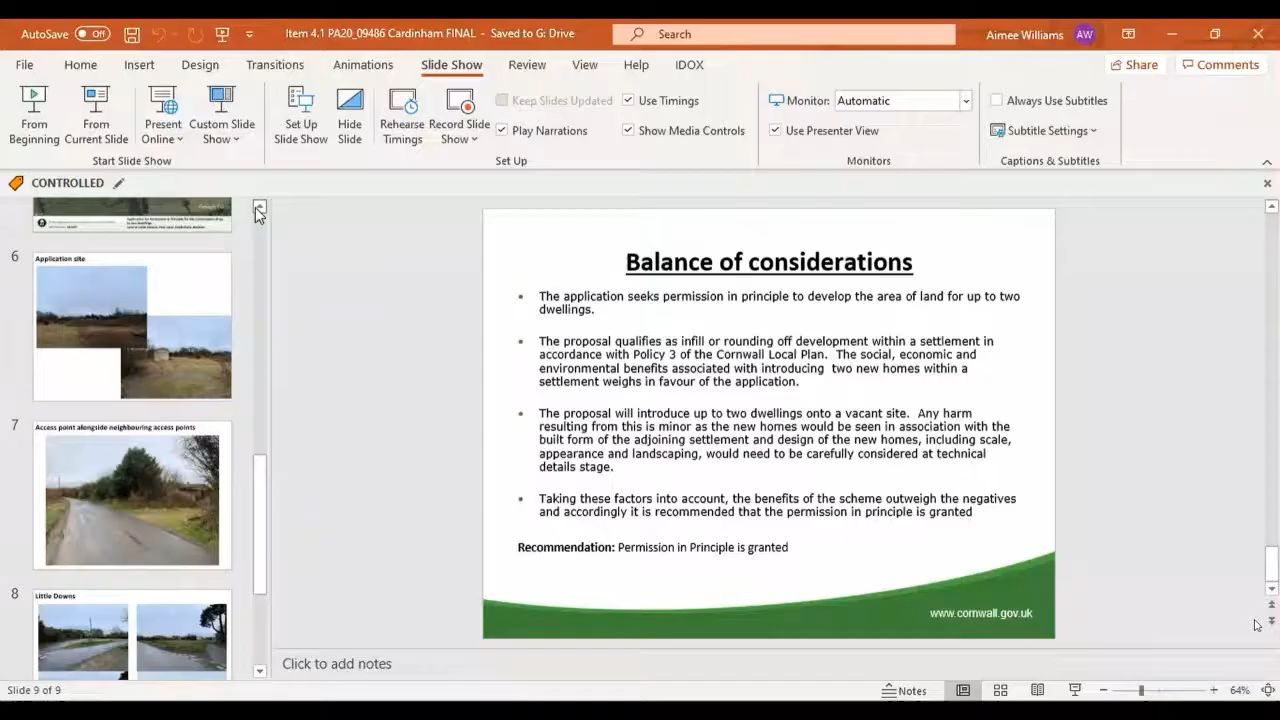 AutoSave Off
Item 4.1 PA20_09486 Cardinham FINAL - Saved to G: Drive
Search
Aimee Williams AW
File Home Insert Design Transitions Animations Slide Show Review View Help IDOX
Share Comments
From Beginning
From Current Slide
Present Online
Custom Slide Show
Set Up Slide Show
Hide Slide
Rehearse Timings
Record Slide Show
Keep Slides Updated
Play Narrations
Use Timings
Show Media Controls
Monitor: Automatic
Use Presenter View
Always Use Subtitles
Subtitle Settings
Start Slide Show
Set Up
Monitors
Captions & Subtitles
CONTROLLED
6
Application site
7
Access point alongside neighbouring access points
8
Little Downs
Balance of considerations
• The application seeks permission in principle to develop the area of land for up to two
dwellings.
• The proposal qualifies as infill or rounding off development within a settlement in
accordance with Policy 3 of the Cornwall Local Plan. The social, economic and
environmental benefits associated with introducing two new homes within a
settlement weighs in favour of the application.
• The proposal will introduce up to two dwellings onto a vacant site. Any harm
resulting from this is minor as the new homes would be seen in association with the
built form of the adjoining settlement and design of the new homes, including scale,
appearance and landscaping, would need to be carefully considered at technical
details stage.
• Taking these factors into account, the benefits of the scheme outweigh the negatives
and accordingly it is recommended that the permission in principle is granted
Recommendation: Permission in Principle is granted
www.cornwall.gov.uk
Click to add notes
Slide 9 of 9
Notes
64%